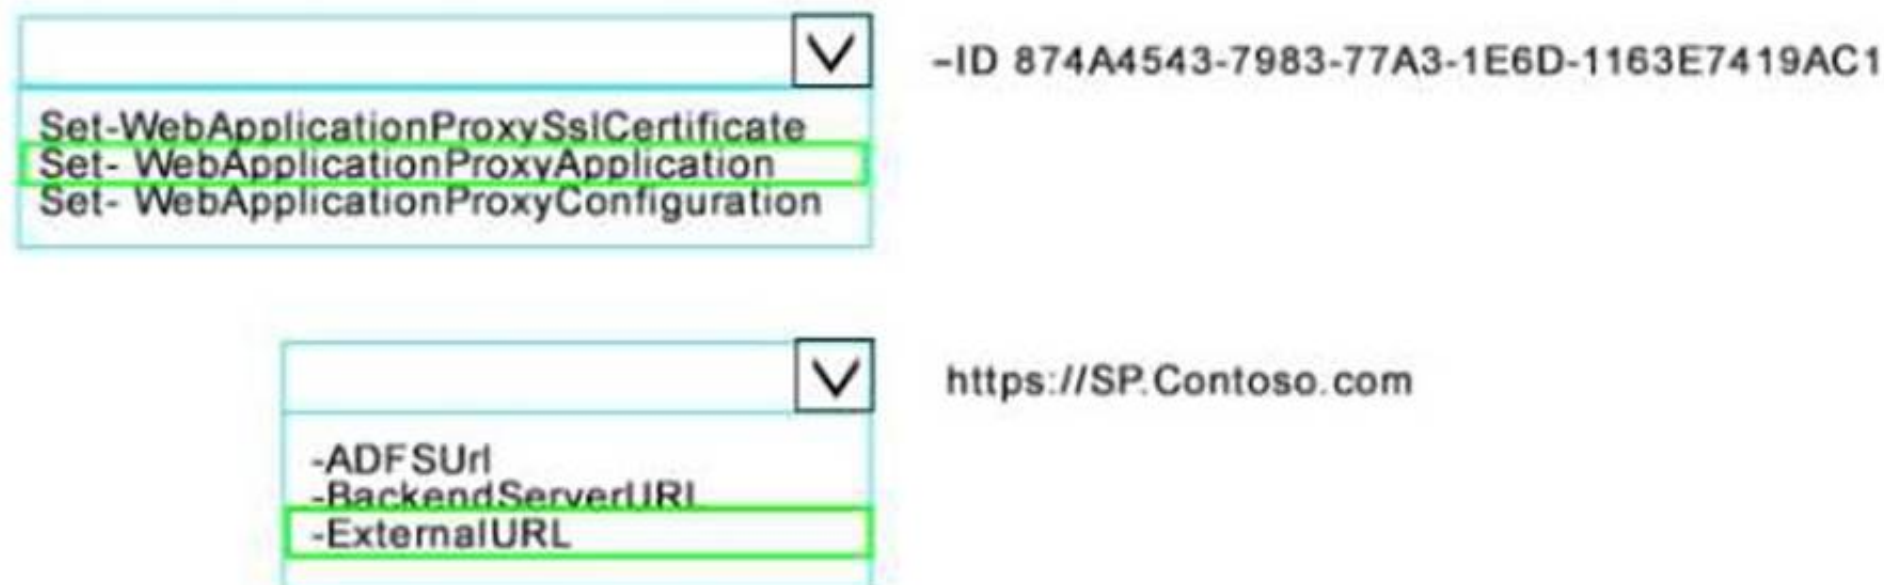 –ID 874A4543-7983-77A3-1E6D-1163E7419AC1
Set-WebApplicationProxySslCertificate
Set- WebApplicationProxyApplication
Set- WebApplicationProxyConfiguration
https://SP.Contoso.com
-ADFSUrl
-BackendServerURL
-ExternalURL